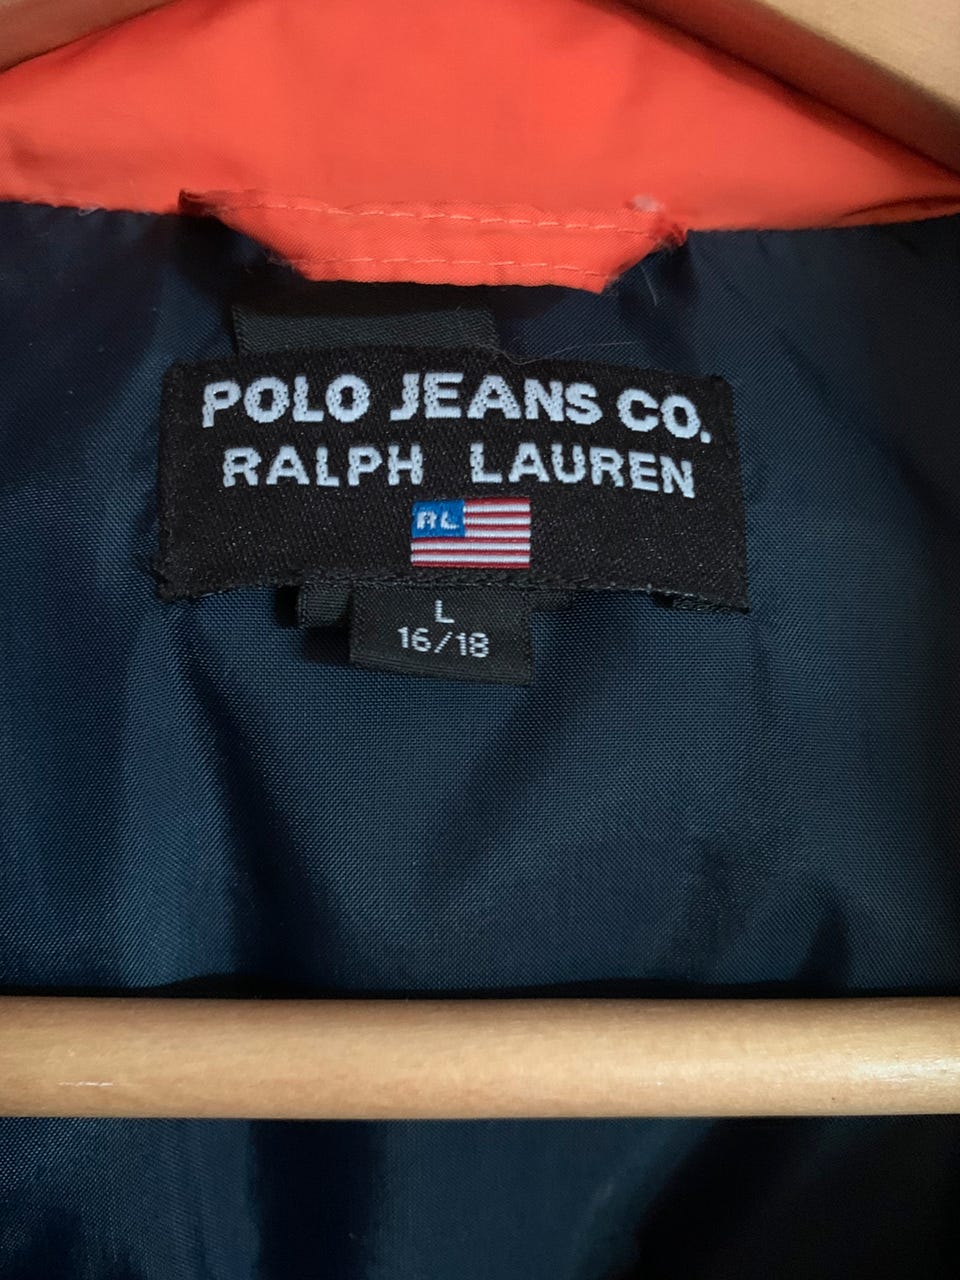 POLO JEANS CO.
RALPH LAUREN
RL
L
16/18